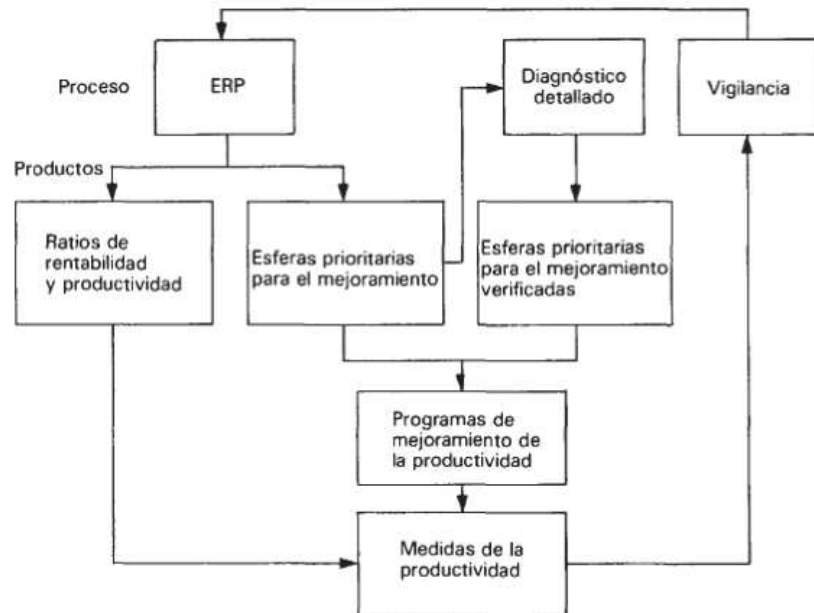 Proceso
ERP
Diagnóstico
detallado
Vigilancia
Productos
Ratios de
rentabilidad
y productividad
Esferas prioritarias
para el mejoramiento
Esferas prioritarias
para el mejoramiento
verificadas
Programas de
mejoramiento de
la productividad
Medidas de la
productividad